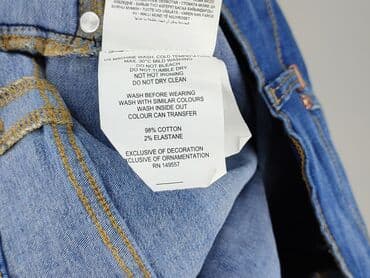 US MACHINE WASH, COLD TEMPERATURE
MAX. 30°C MILD WASHING
DO NOT BLEACH
DO NOT TUMBLE DRY
NOT HOT IRONING
DO NOT DRY CLEAN
WASH BEFORE WEARING
WASH WITH SIMILAR COLOURS
WASH INSIDE OUT
COLOUR CAN TRANSFER
98% COTTON
2% ELASTANE
EXCLUSIVE OF DECORATION
EXCLUSIVE OF ORNAMENTATION
RN 149557